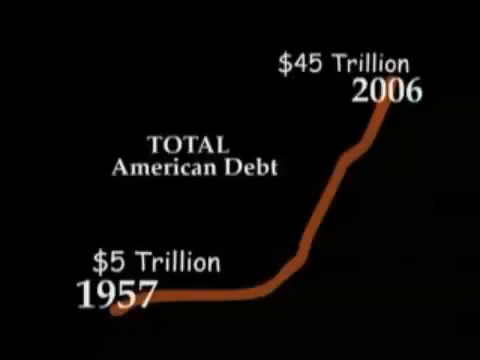 $45 Trillion
2006
TOTAL
American Debt
$5 Trillion
1957